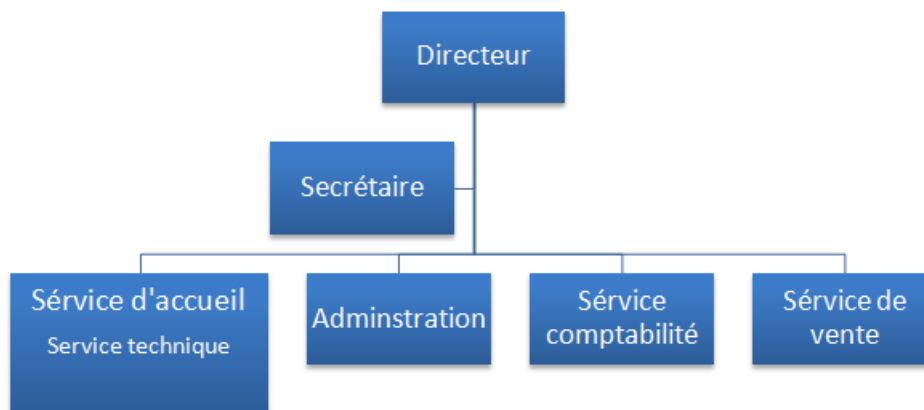 Directeur
Secrétaire
Sérvice d'accueil
Service technique
Adminstration
Sérvice
comptabilité
Sérvice de
vente